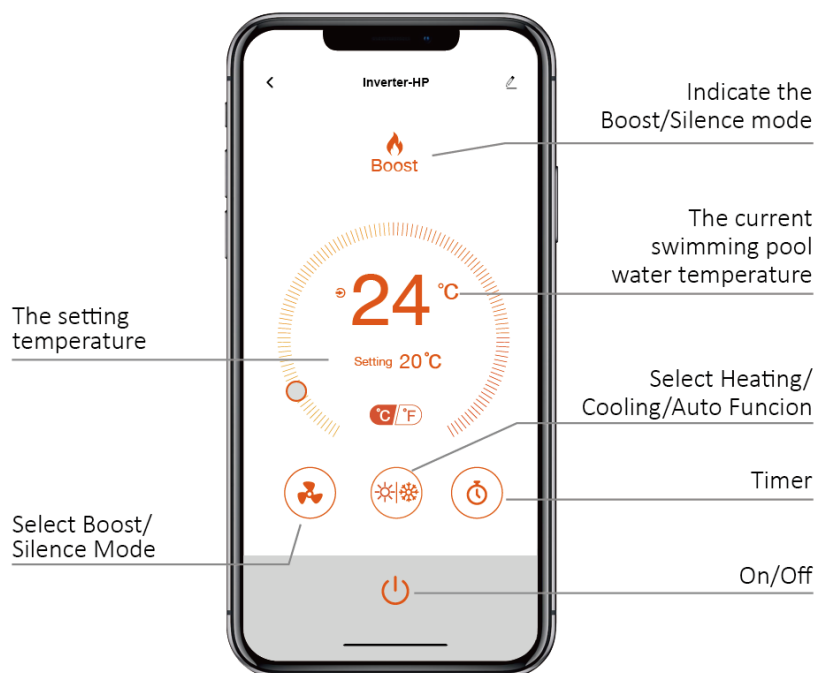 Inverter-HP
Indicate the
Boost/Silence mode
Boost
The current
swimming pool
water temperature
24 °C
The setting
temperature
Setting 20°C
Select Heating/
Cooling/Auto Funcion
°C/°F
Timer
Select Boost/
Silence Mode
On/Off